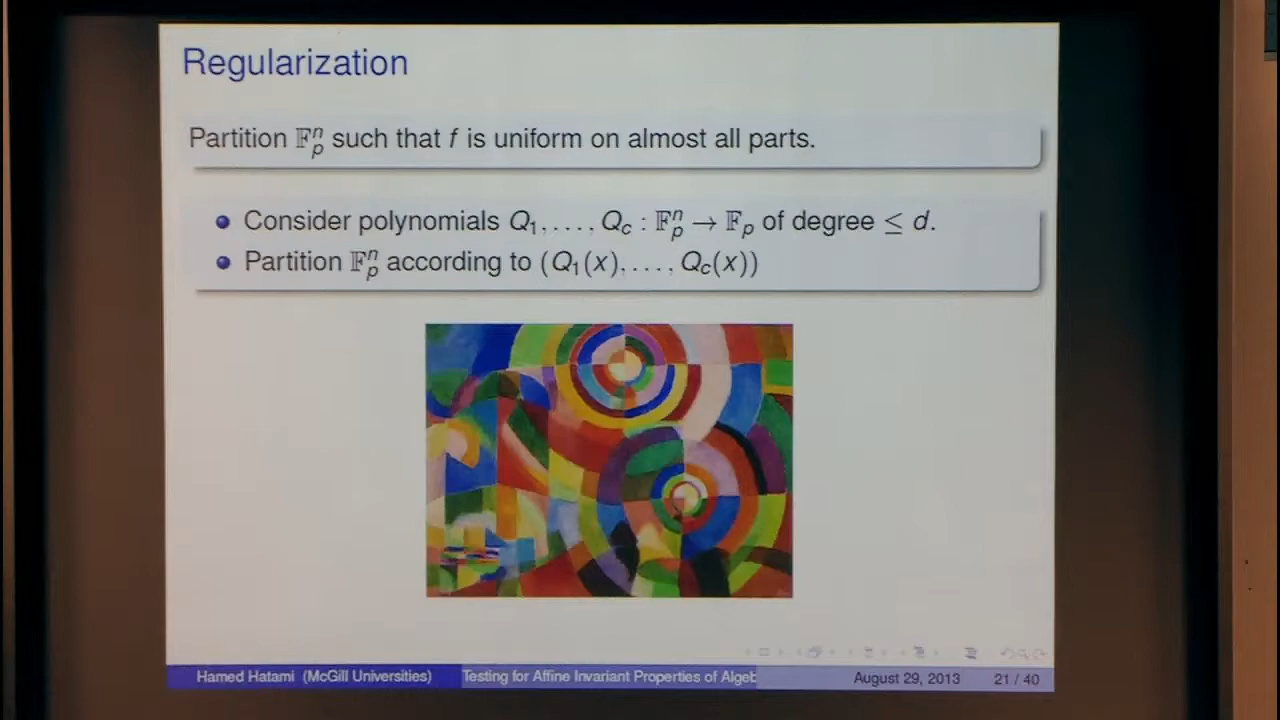 Regularization
Partition 𝔽ₚⁿ such that f is uniform on almost all parts.
Consider polynomials Q₁, . . . , Q_c : 𝔽ₚⁿ → 𝔽ₚ of degree ≤ d.
Partition 𝔽ₚⁿ according to (Q₁(x), . . . , Q_c(x))
Hamed Hatami (McGill Universities) Testing for Affine Invariant Properties of Algeb August 29, 2013 21 / 40